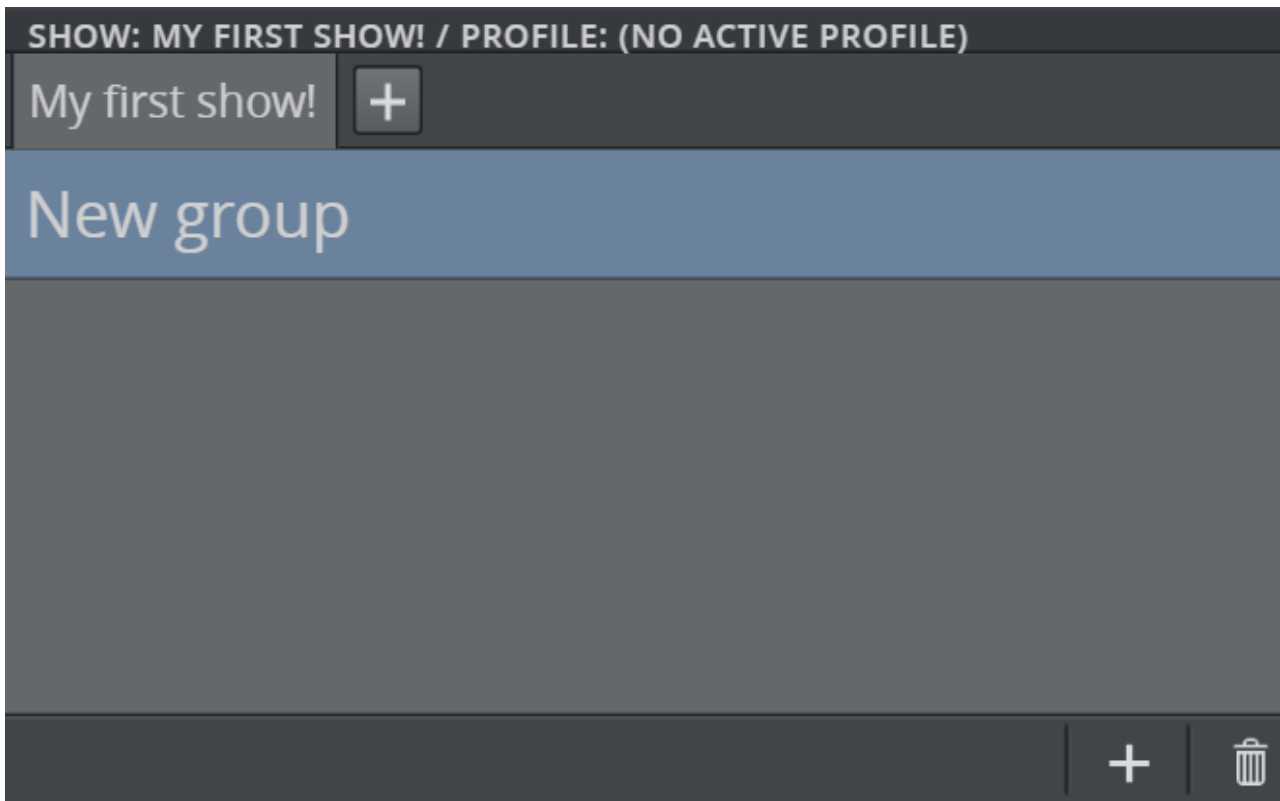 SHOW: MY FIRST SHOW! / PROFILE: (NO ACTIVE PROFILE)
My first show!
New group